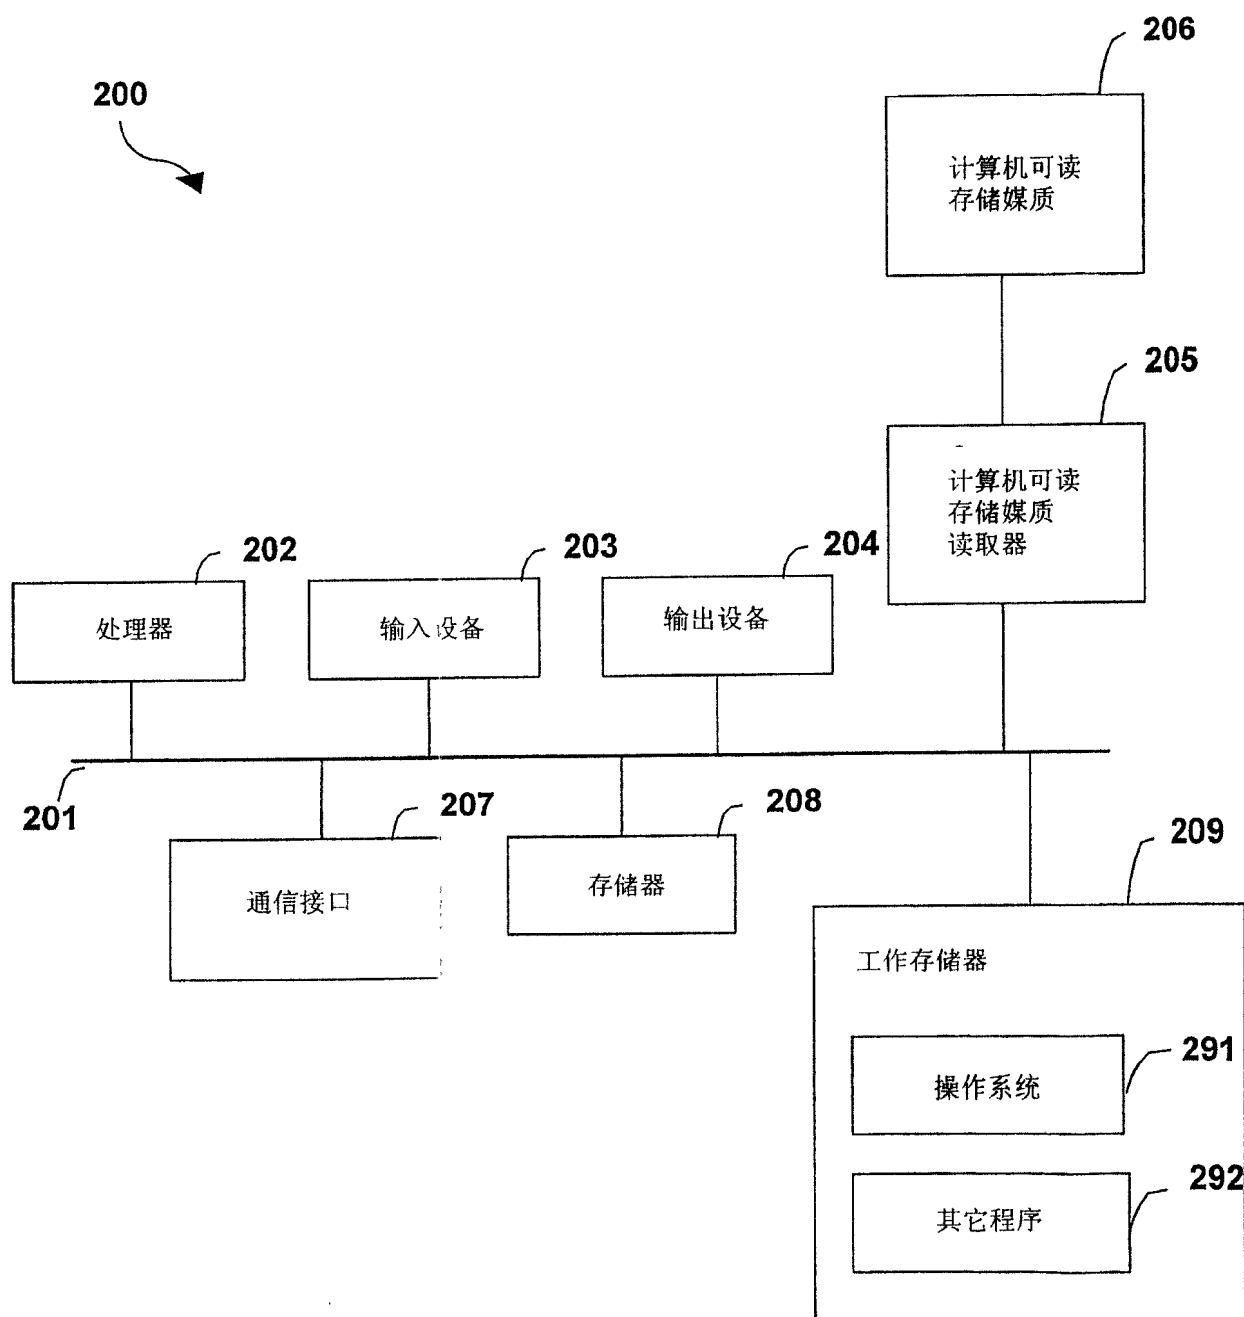 206
200
计算机可读
存储媒质
205
计算机可读
存储媒质
读取器
202
203
204
处理器
输入设备
输出设备
201
207
208
209
通信接口
存储器
工作存储器
291
操作系统
292
其它程序